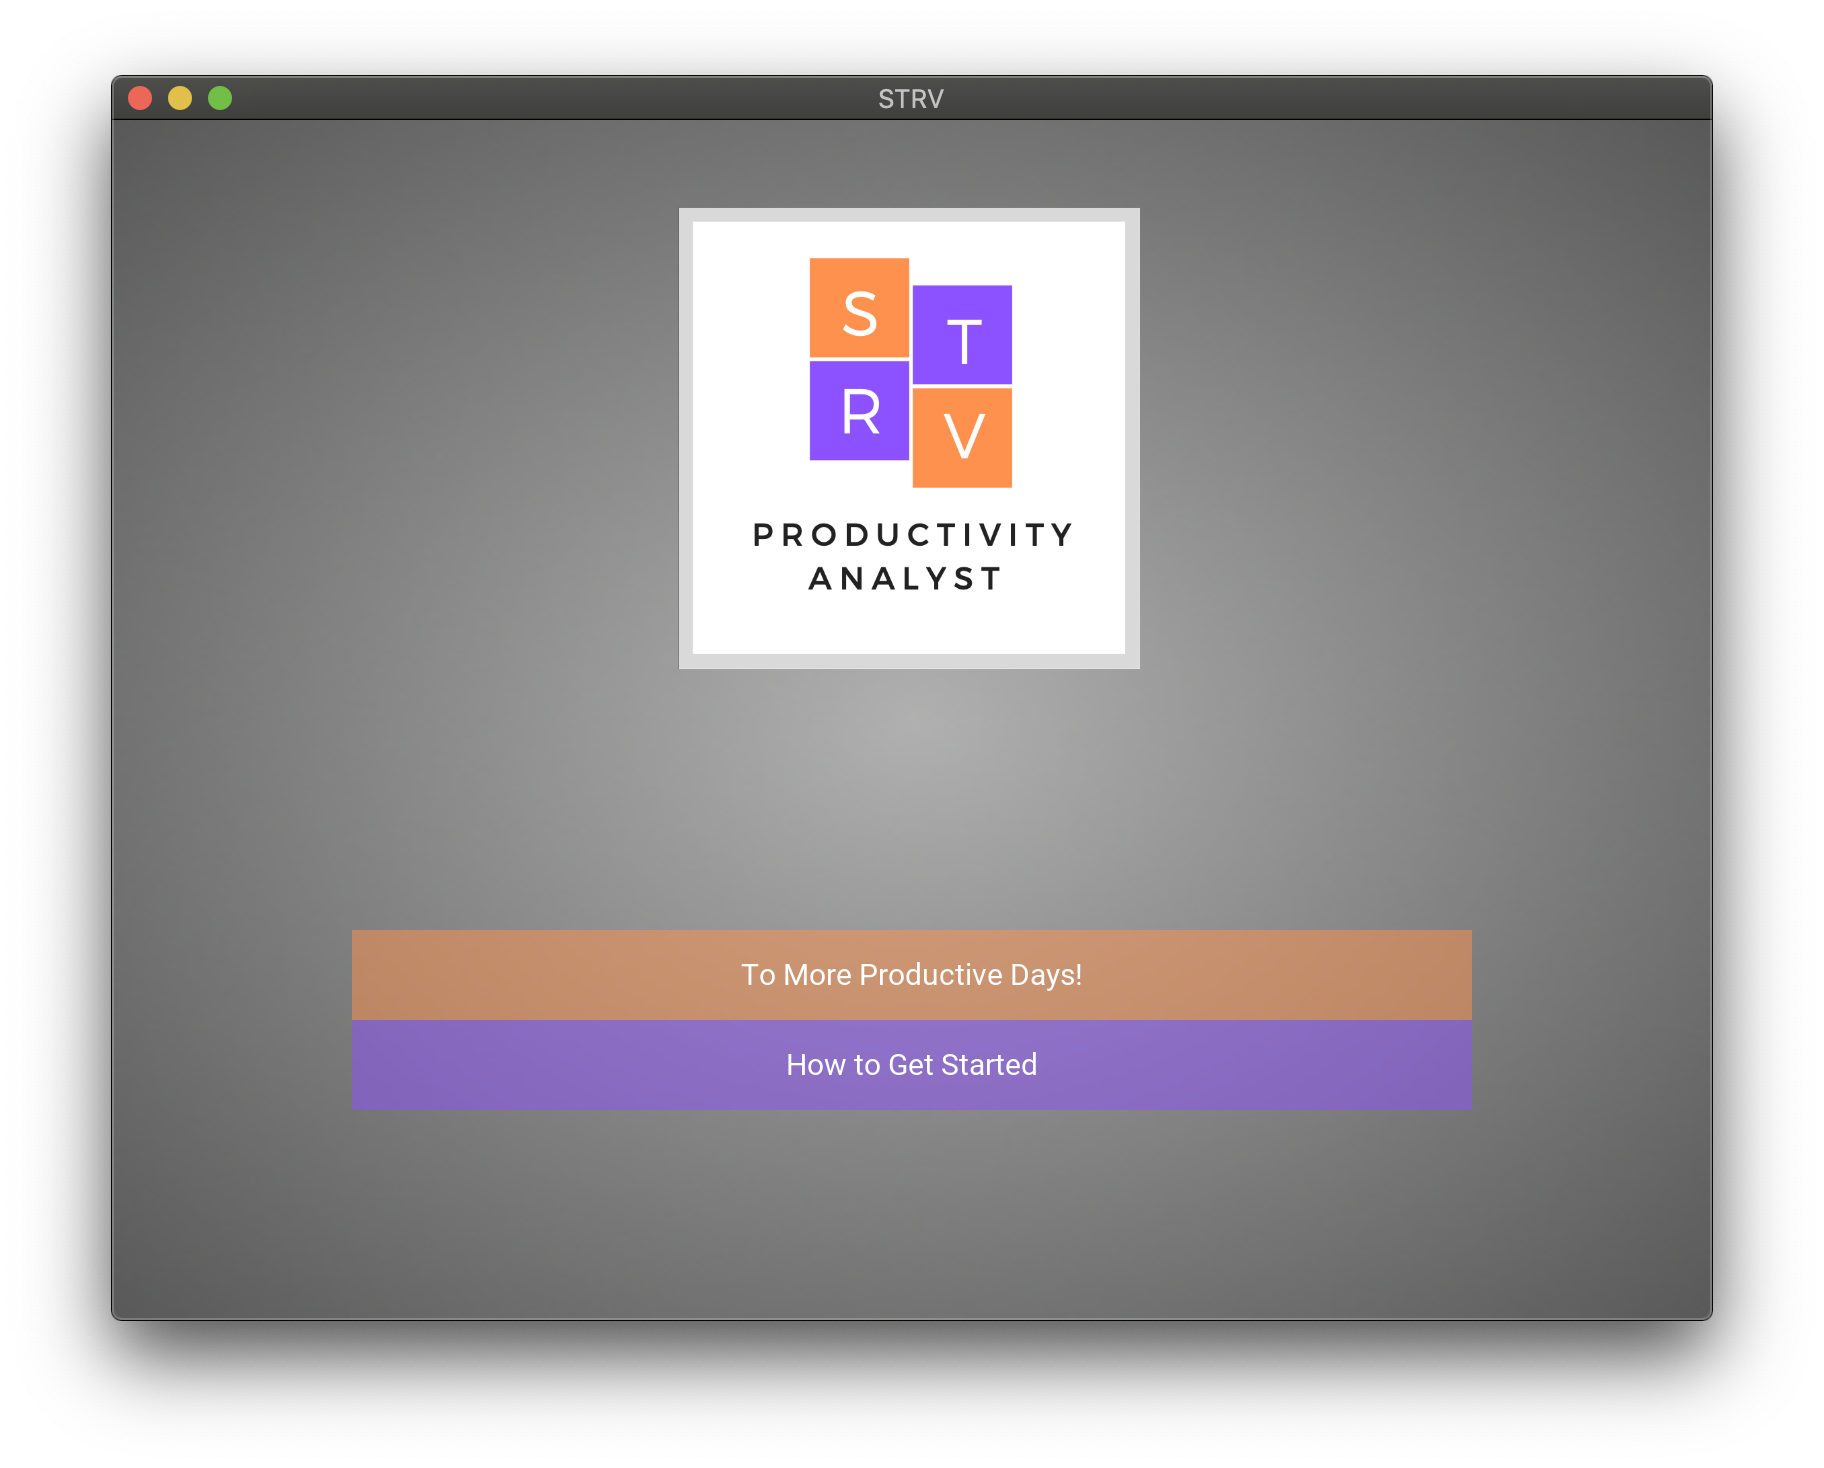 STRV
S
T
R
V
PRODUCTIVITY
ANALYST
To More Productive Days!
How to Get Started